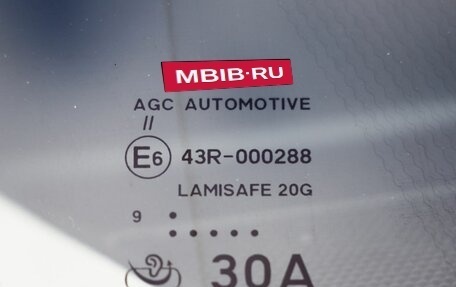 MBIB·RU
AGC AUTOMOTIVE
//
E6 43R-000288
LAMISAFE 20G
9 •
• • • • •
30A